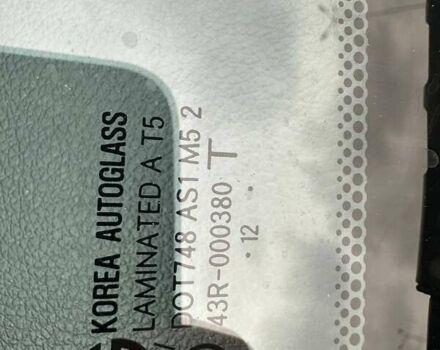 KOREA AUTOGLASS
LAMINATED A T5
DOT748 AS1 M5 2
43R-000380 T
• 12 •